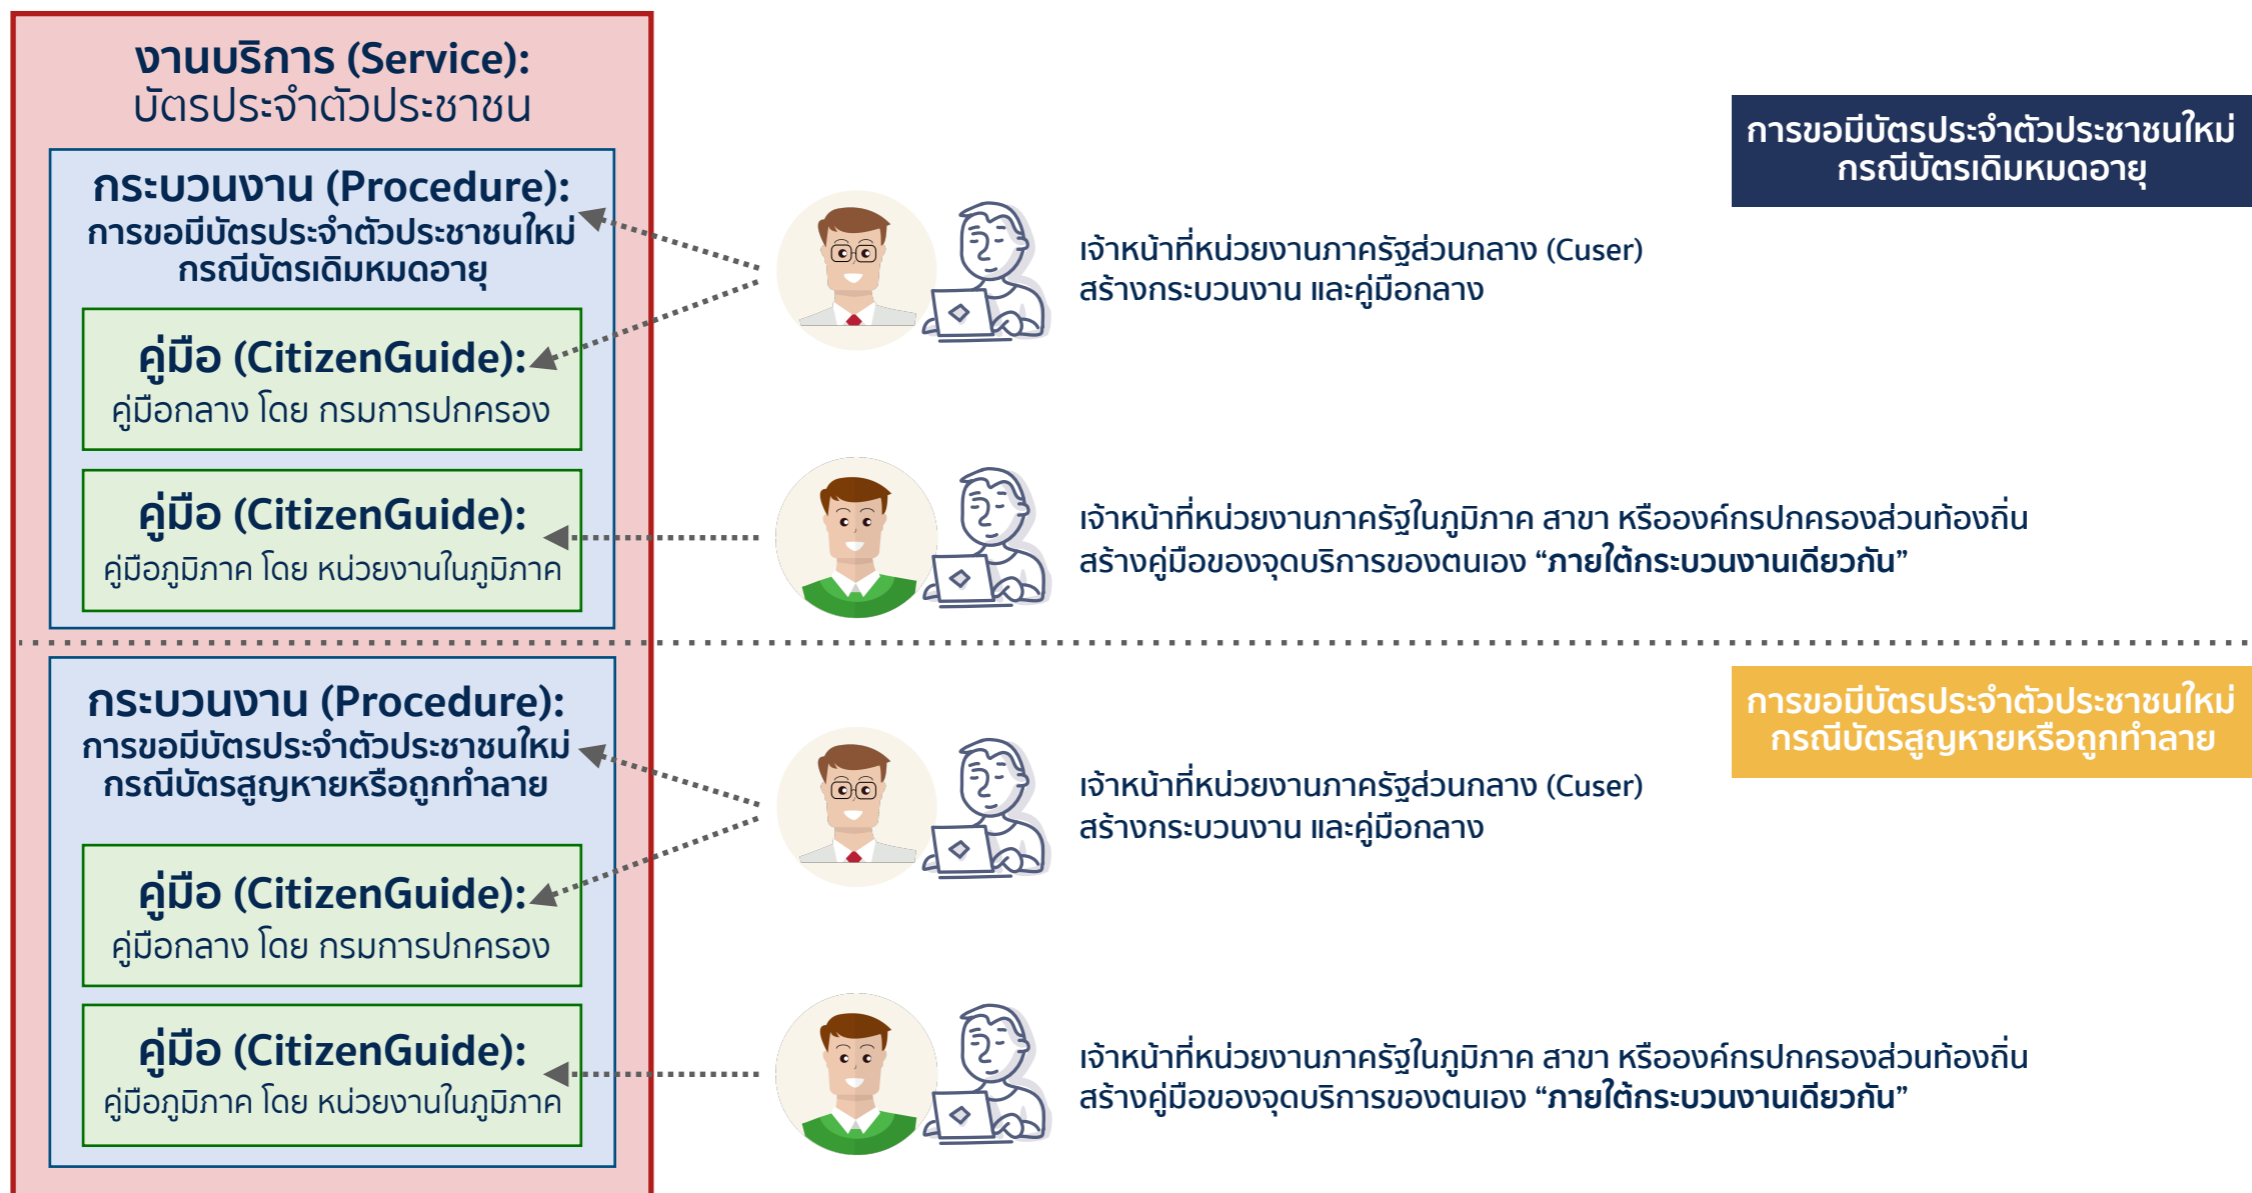 งานบริการ (Service):
บัตรประจำตัวประชาชน
กระบวนงาน (Procedure):
การขอมีบัตรประจำตัวประชาชนใหม่
กรณีบัตรเดิมหมดอายุ
คู่มือ (CitizenGuide):
คู่มือกลาง โดย กรมการปกครอง
คู่มือ (CitizenGuide):
คู่มือภูมิภาค โดย หน่วยงานในภูมิภาค
การขอมีบัตรประจำตัวประชาชนใหม่
กรณีบัตรเดิมหมดอายุ
เจ้าหน้าที่หน่วยงานภาครัฐส่วนกลาง (Cuser)
สร้างกระบวนงาน และคู่มือกลาง
เจ้าหน้าที่หน่วยงานภาครัฐในภูมิภาค สาขา หรือองค์กรปกครองส่วนท้องถิ่น
สร้างคู่มือของจุดบริการของตนเอง “ภายใต้กระบวนงานเดียวกัน”
กระบวนงาน (Procedure):
การขอมีบัตรประจำตัวประชาชนใหม่
กรณีบัตรสูญหายหรือถูกทำลาย
คู่มือ (CitizenGuide):
คู่มือกลาง โดย กรมการปกครอง
คู่มือ (CitizenGuide):
คู่มือภูมิภาค โดย หน่วยงานในภูมิภาค
การขอมีบัตรประจำตัวประชาชนใหม่
กรณีบัตรสูญหายหรือถูกทำลาย
เจ้าหน้าที่หน่วยงานภาครัฐส่วนกลาง (Cuser)
สร้างกระบวนงาน และคู่มือกลาง
เจ้าหน้าที่หน่วยงานภาครัฐในภูมิภาค สาขา หรือองค์กรปกครองส่วนท้องถิ่น
สร้างคู่มือของจุดบริการของตนเอง “ภายใต้กระบวนงานเดียวกัน”